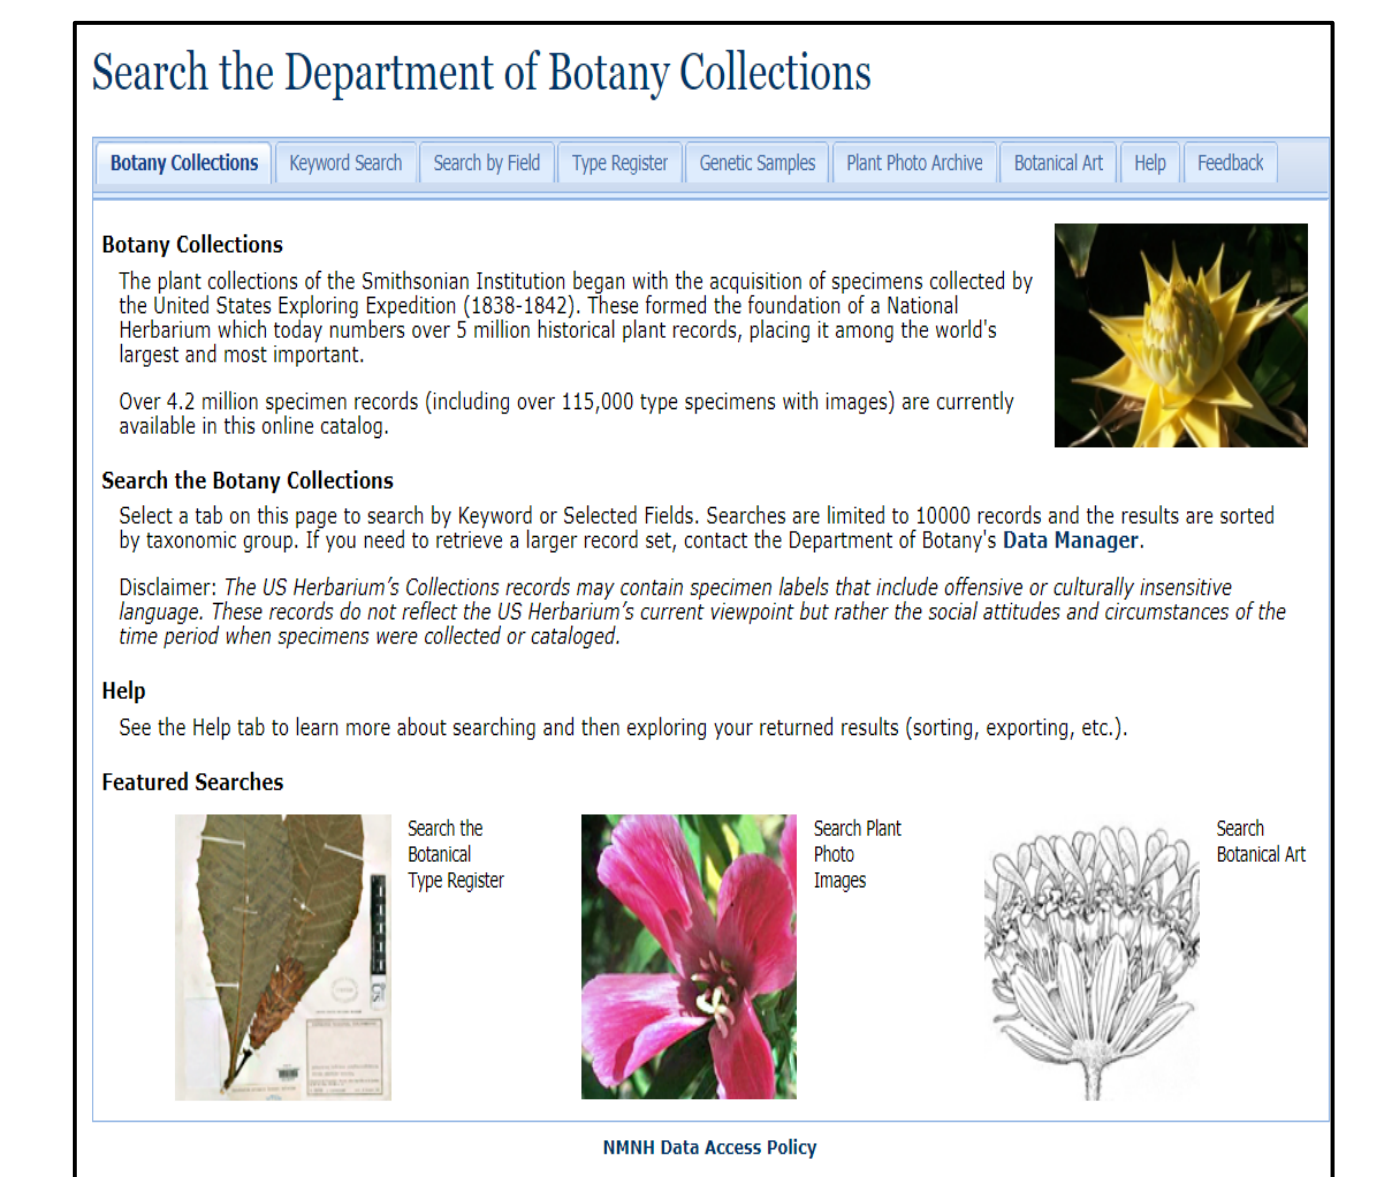 Search the Department of Botany Collections
Botany Collections Keyword Search Search by Field Type Register Genetic Samples Plant Photo Archive Botanical Art Help Feedback
Botany Collections
The plant collections of the Smithsonian Institution began with the acquisition of specimens collected by
the United States Exploring Expedition (1838-1842). These formed the foundation of a National
Herbarium which today numbers over 5 million historical plant records, placing it among the world's
largest and most important.
Over 4.2 million specimen records (including over 115,000 type specimens with images) are currently
available in this online catalog.
Search the Botany Collections
Select a tab on this page to search by Keyword or Selected Fields. Searches are limited to 10000 records and the results are sorted
by taxonomic group. If you need to retrieve a larger record set, contact the Department of Botany's Data Manager.
Disclaimer: The US Herbarium's Collections records may contain specimen labels that include offensive or culturally insensitive
language. These records do not reflect the US Herbarium's current viewpoint but rather the social attitudes and circumstances of the
time period when specimens were collected or cataloged.
Help
See the Help tab to learn more about searching and then exploring your returned results (sorting, exporting, etc.).
Featured Searches
Search the
Botanical
Type Register
Search Plant
Photo
Images
Search
Botanical Art
NMNH Data Access Policy